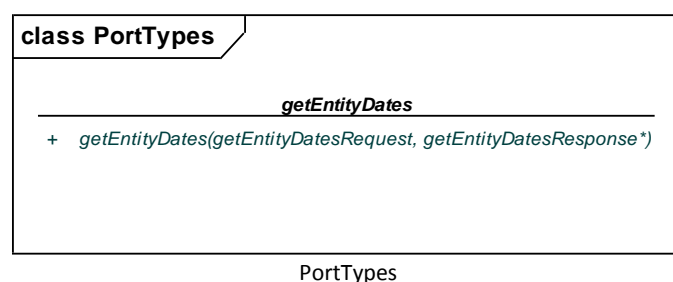 class PortTypes
getEntityDates
+ getEntityDates(getEntityDatesRequest, getEntityDatesResponse*)
PortTypes